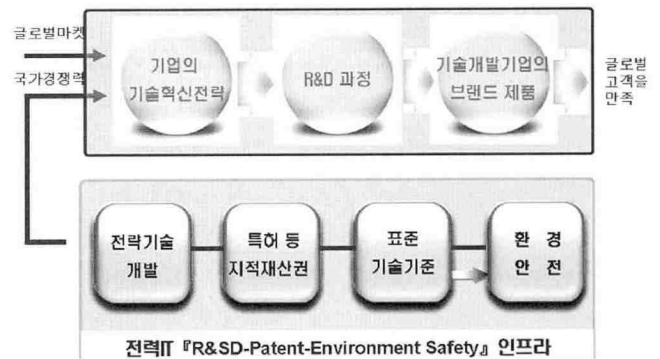 글로벌마켓
국가경쟁력
기업의
기술혁신전략
R&D 과정
기술개발기업의
브랜드 제품
글로벌
고객을
만족
전략기술
개발
특허 등
지적재산권
표준
기술기준
환 경
안 전
전력IT 『R&SD-Patent-Environment Safety』 인프라